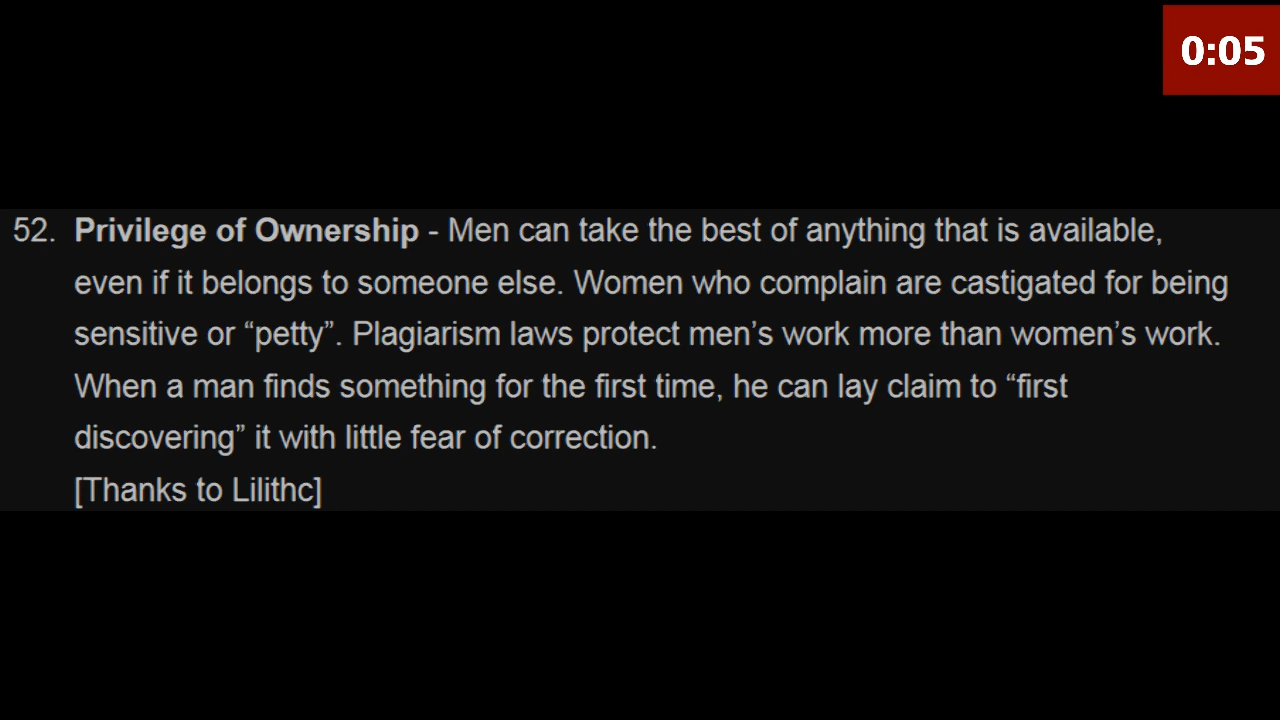 0:05
52. Privilege of Ownership - Men can take the best of anything that is available,
even if it belongs to someone else. Women who complain are castigated for being
sensitive or “petty”. Plagiarism laws protect men’s work more than women’s work.
When a man finds something for the first time, he can lay claim to “first
discovering” it with little fear of correction.
[Thanks to Lilithc]